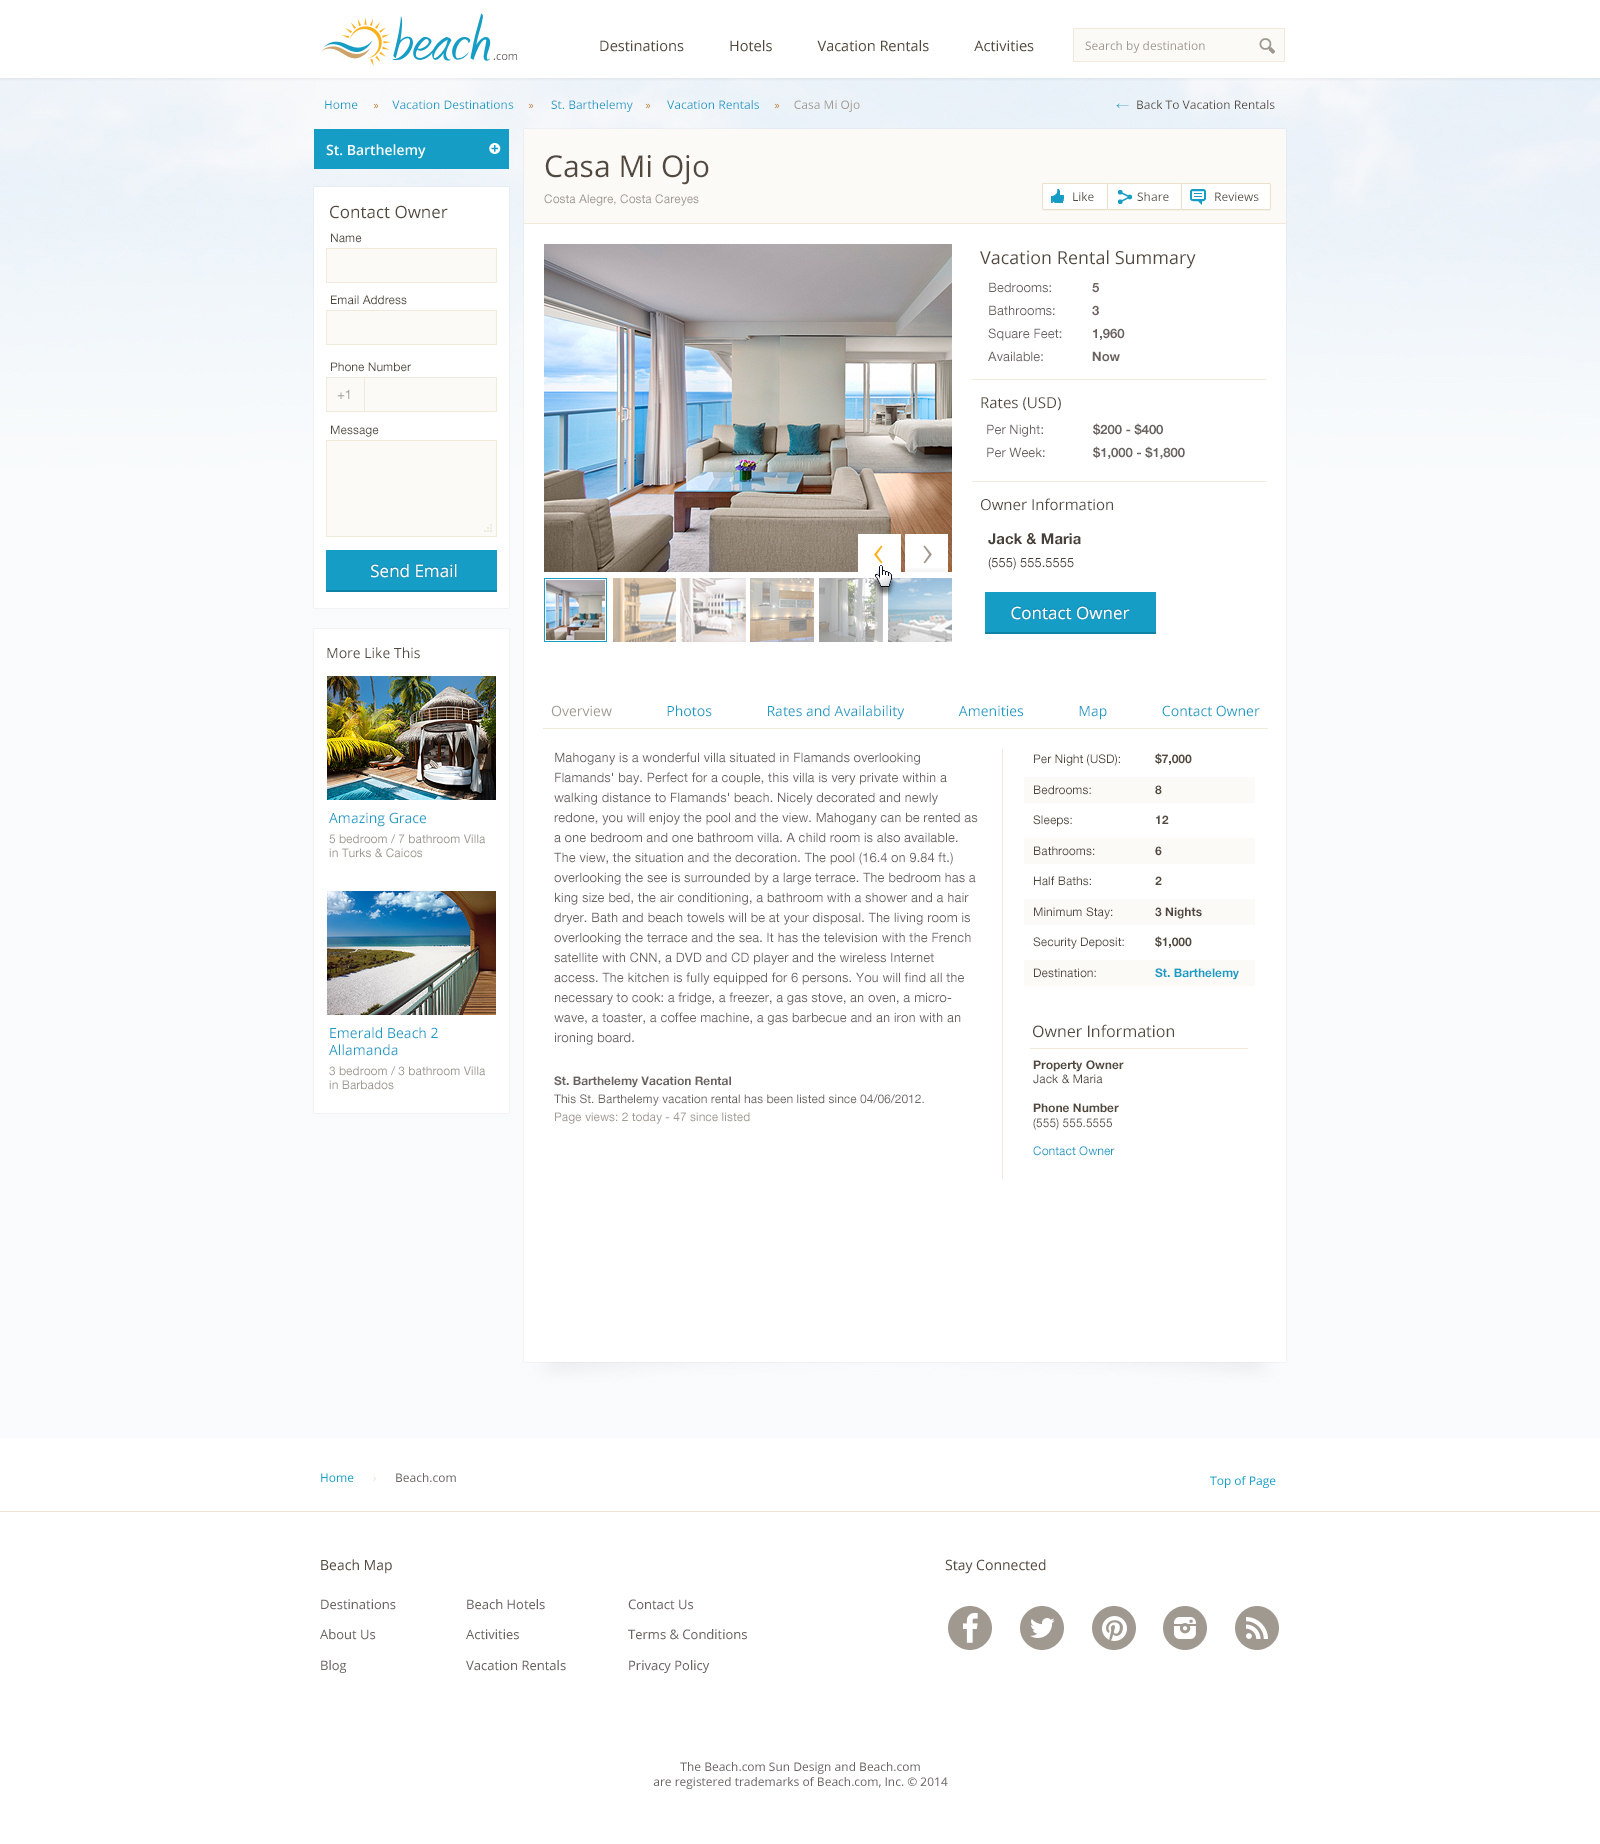 beach.com
Destinations
Hotels
Vacation Rentals
Activities
Search by destination
Home » Vacation Destinations » St. Barthelemy » Vacation Rentals » Casa Mi Ojo
← Back To Vacation Rentals
St. Barthelemy
Contact Owner
Name
Email Address
Phone Number
+1
Message
Send Email
More Like This
Amazing Grace
5 bedroom / 7 bathroom Villa
in Turks & Caicos
Emerald Beach 2
Allamanda
3 bedroom / 3 bathroom Villa
in Barbados
Casa Mi Ojo
Costa Alegre, Costa Careyes
Like
Share
Reviews
Vacation Rental Summary
Bedrooms: 5
Bathrooms: 3
Square Feet: 1,960
Available: Now
Rates (USD)
Per Night: $200 - $400
Per Week: $1,000 - $1,800
Owner Information
Jack & Maria
(555) 555.5555
Contact Owner
Overview
Photos
Rates and Availability
Amenities
Map
Contact Owner
Mahogany is a wonderful villa situated in Flamands overlooking
Flamands' bay. Perfect for a couple, this villa is very private within a
walking distance to Flamands' beach. Nicely decorated and newly
redone, you will enjoy the pool and the view. Mahogany can be rented as
a one bedroom and one bathroom villa. A child room is also available.
The view, the situation and the decoration. The pool (16.4 on 9.84 ft.)
overlooking the see is surrounded by a large terrace. The bedroom has a
king size bed, the air conditioning, a bathroom with a shower and a hair
dryer. Bath and beach towels will be at your disposal. The living room is
overlooking the terrace and the sea. It has the television with the French
satellite with CNN, a DVD and CD player and the wireless Internet
access. The kitchen is fully equipped for 6 persons. You will find all the
necessary to cook: a fridge, a freezer, a gas stove, an oven, a micro-
wave, a toaster, a coffee machine, a gas barbecue and an iron with an
ironing board.
St. Barthelemy Vacation Rental
This St. Barthelemy vacation rental has been listed since 04/06/2012.
Page views: 2 today - 47 since listed
Per Night (USD): $7,000
Bedrooms: 8
Sleeps: 12
Bathrooms: 6
Half Baths: 2
Minimum Stay: 3 Nights
Security Deposit: $1,000
Destination: St. Barthelemy
Owner Information
Property Owner
Jack & Maria
Phone Number
(555) 555.5555
Contact Owner
Home › Beach.com
Top of Page
Beach Map
Destinations
About Us
Blog
Beach Hotels
Activities
Vacation Rentals
Contact Us
Terms & Conditions
Privacy Policy
Stay Connected
The Beach.com Sun Design and Beach.com
are registered trademarks of Beach.com, Inc. © 2014